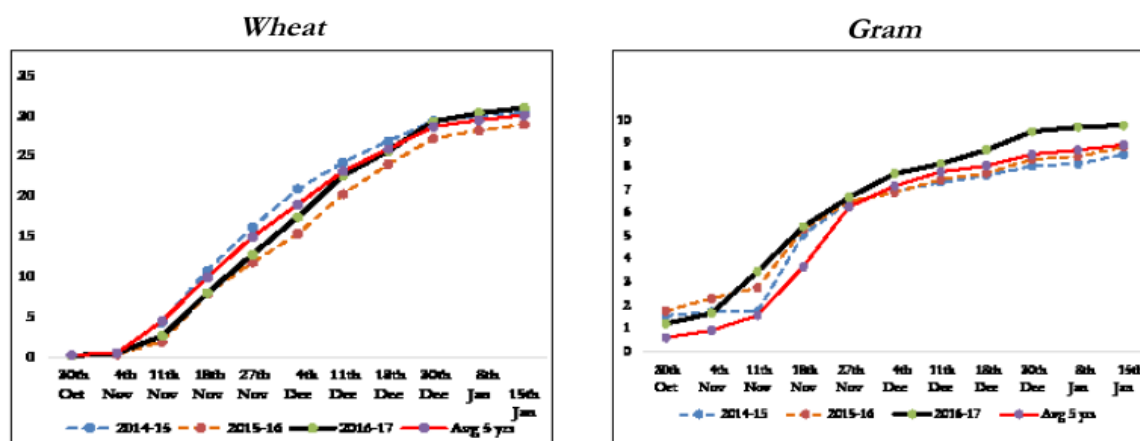 Wheat
35
30
25
20
15
10
5
0
30th 4th 11th 18th 27th 4th 11th 18th 30th 8th 15th
Oct Nov Nov Nov Nov Dec Dec Dec Dec Jan Jan
2014-15 2015-16 2016-17 Avg 5 yrs
Gram
10
9
8
7
6
5
4
3
2
1
0
30th 4th 11th 18th 27th 4th 11th 18th 30th 8th 15th
Oct Nov Nov Nov Nov Dec Dec Dec Dec Jan Jan
2014-15 2015-16 2016-17 Avg 5 yrs